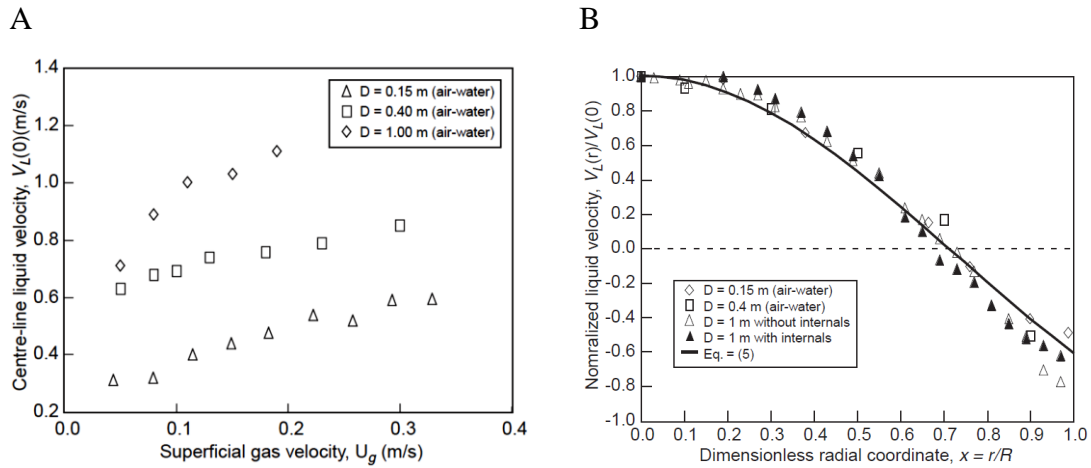 A
1.4
1.2
1.0
0.8
0.6
0.4
0.2
0.0
0.1
0.2
0.3
0.4
Centre-line liquid velocity, V_L(0)(m/s)
Superficial gas velocity, U_g (m/s)
D = 0.15 m (air-water)
D = 0.40 m (air-water)
D = 1.00 m (air-water)
B
1.0
0.8
0.6
0.4
0.2
0.0
-0.2
-0.4
-0.6
-0.8
-1.0
0.0
0.1
0.2
0.3
0.4
0.5
0.6
0.7
0.8
0.9
1.0
Nomralized liquid velocity, V_L(r)/V_L(0)
Dimensionless radial coordinate, x = r/R
D = 0.15 m (air-water)
D = 0.4 m (air-water)
D = 1 m without internals
D = 1 m with internals
Eq. = (5)